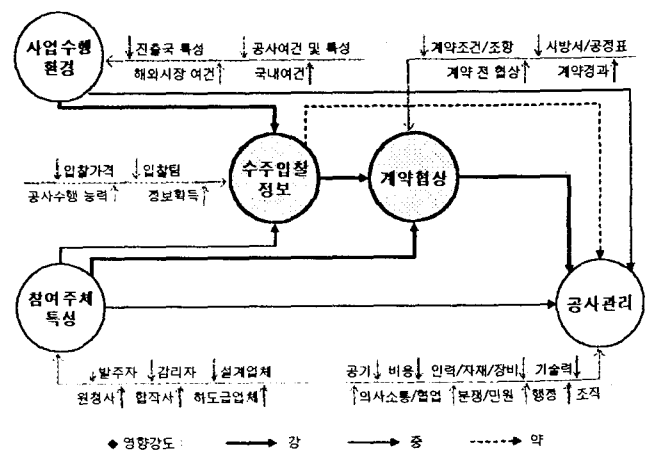 사업수행
환경
진출국 특성 공사여건 및 특성
해외시장 여건 국내여건
계약조건/조항 시방서/공정표
계약 전 협상 계약경과
입찰가격 입찰팀
공사수행 능력 정보획득
수주입찰
정보
계약협상
참여주체
특성
공사관리
발주자 감리자 설계업체
원청사 합작사 하도급업체
공기 비용 인력/자재/장비 기술력
의사소통/협업 분쟁/민원 행정 조직
◆ 영향강도 : 강 중 약